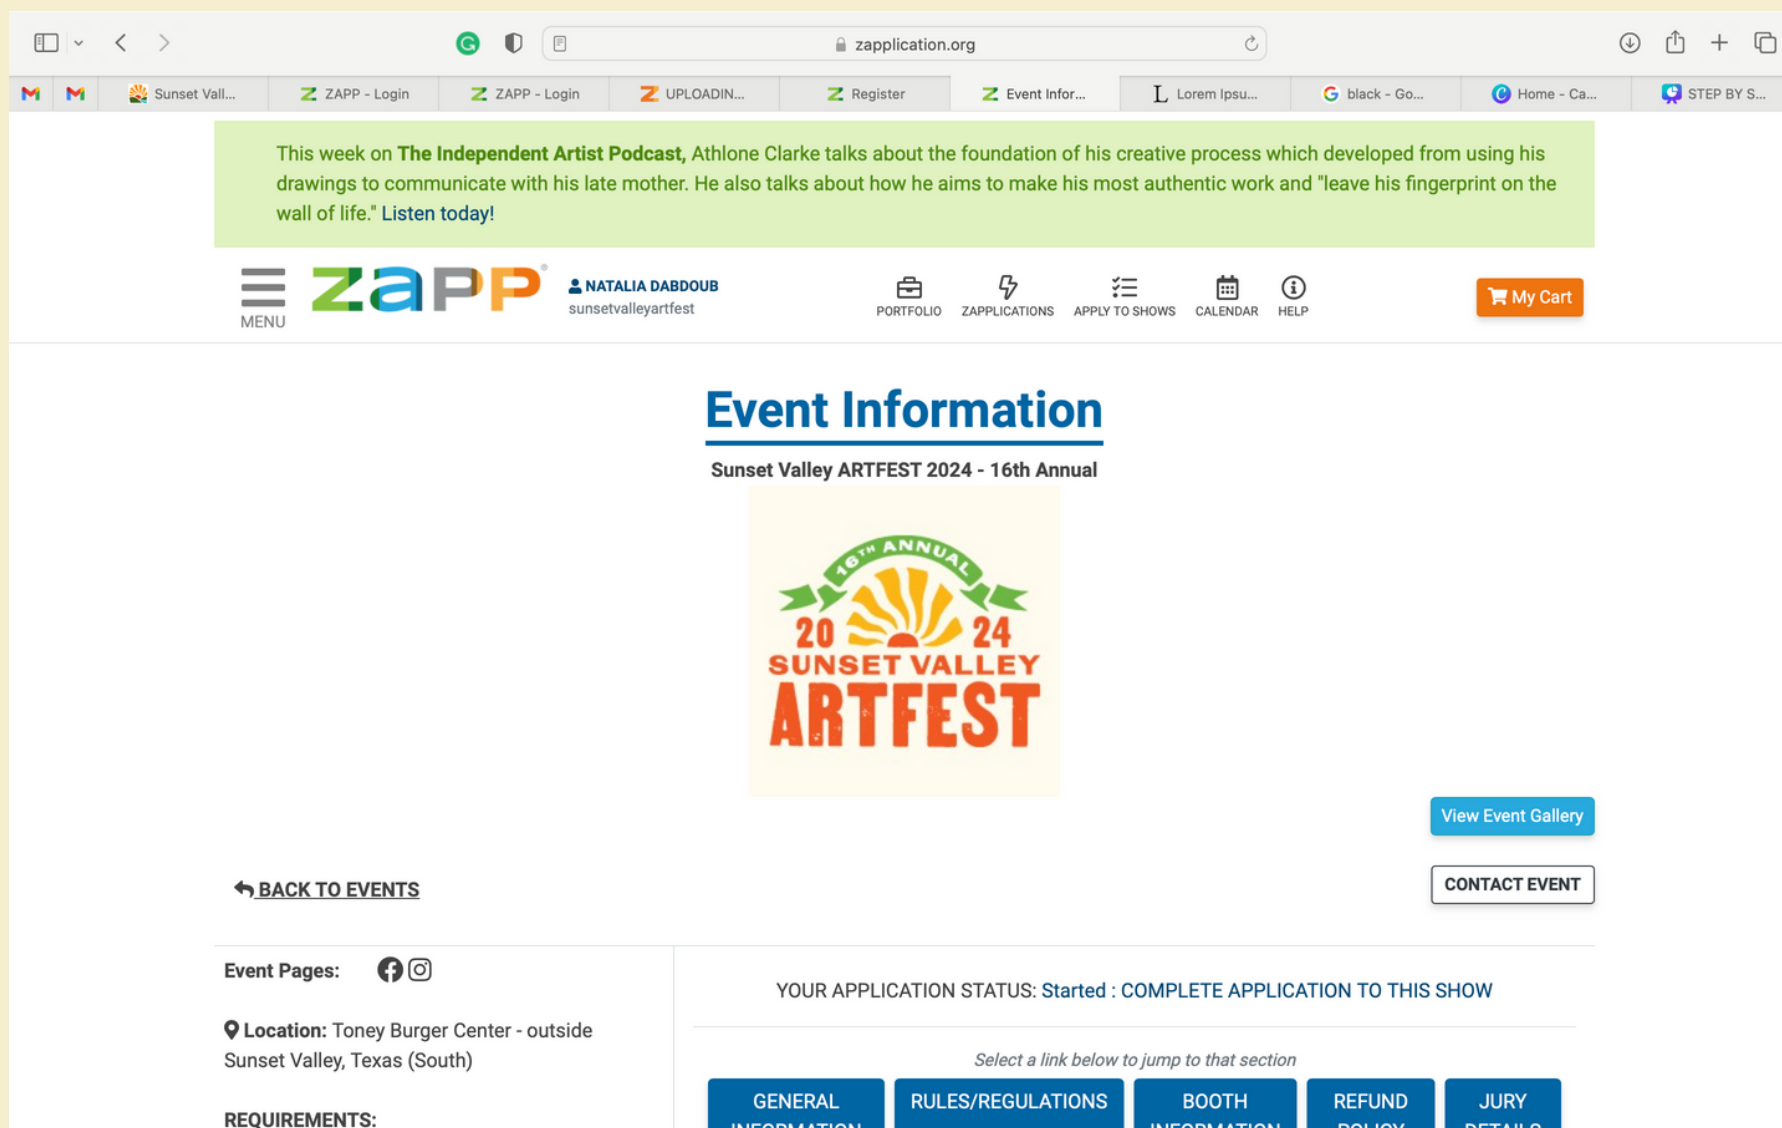 zapplication.org
Sunset Vall...
ZAPP - Login
ZAPP - Login
UPLOADIN...
Register
Event Infor...
Lorem Ipsu...
black - Go...
Home - Ca...
STEP BY S...
This week on The Independent Artist Podcast, Athlone Clarke talks about the foundation of his creative process which developed from using his
drawings to communicate with his late mother. He also talks about how he aims to make his most authentic work and "leave his fingerprint on the
wall of life." Listen today!
MENU
zapp®
NATALIA DABDOUB
sunsetvalleyartfest
PORTFOLIO
ZAPPLICATIONS
APPLY TO SHOWS
CALENDAR
HELP
My Cart
Event Information
Sunset Valley ARTFEST 2024 - 16th Annual
16TH ANNUAL
20 24
SUNSET VALLEY
ARTFEST
View Event Gallery
BACK TO EVENTS
CONTACT EVENT
Event Pages:
YOUR APPLICATION STATUS: Started : COMPLETE APPLICATION TO THIS SHOW
Location: Toney Burger Center - outside
Sunset Valley, Texas (South)
Select a link below to jump to that section
GENERAL
INFORMATION
RULES/REGULATIONS
BOOTH
INFORMATION
REFUND
POLICY
JURY
DETAILS
REQUIREMENTS: